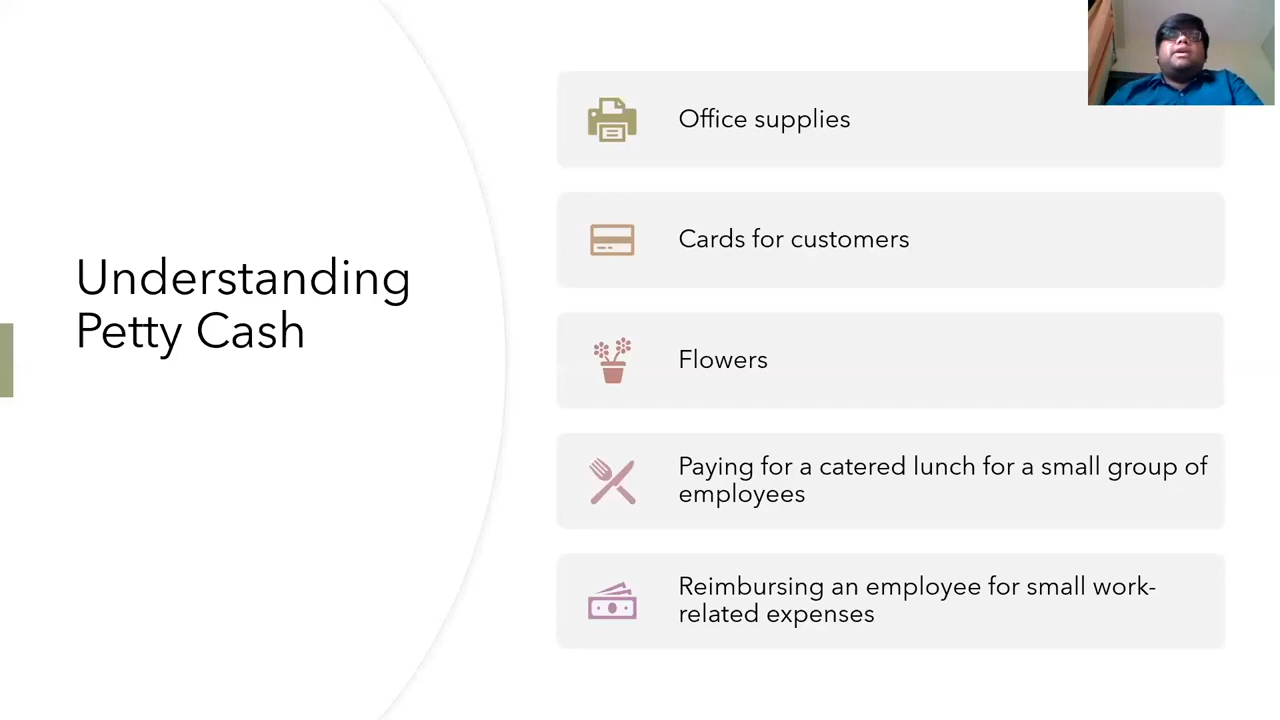 Understanding
Petty Cash
Office supplies
Cards for customers
Flowers
Paying for a catered lunch for a small group of
employees
Reimbursing an employee for small work-
related expenses